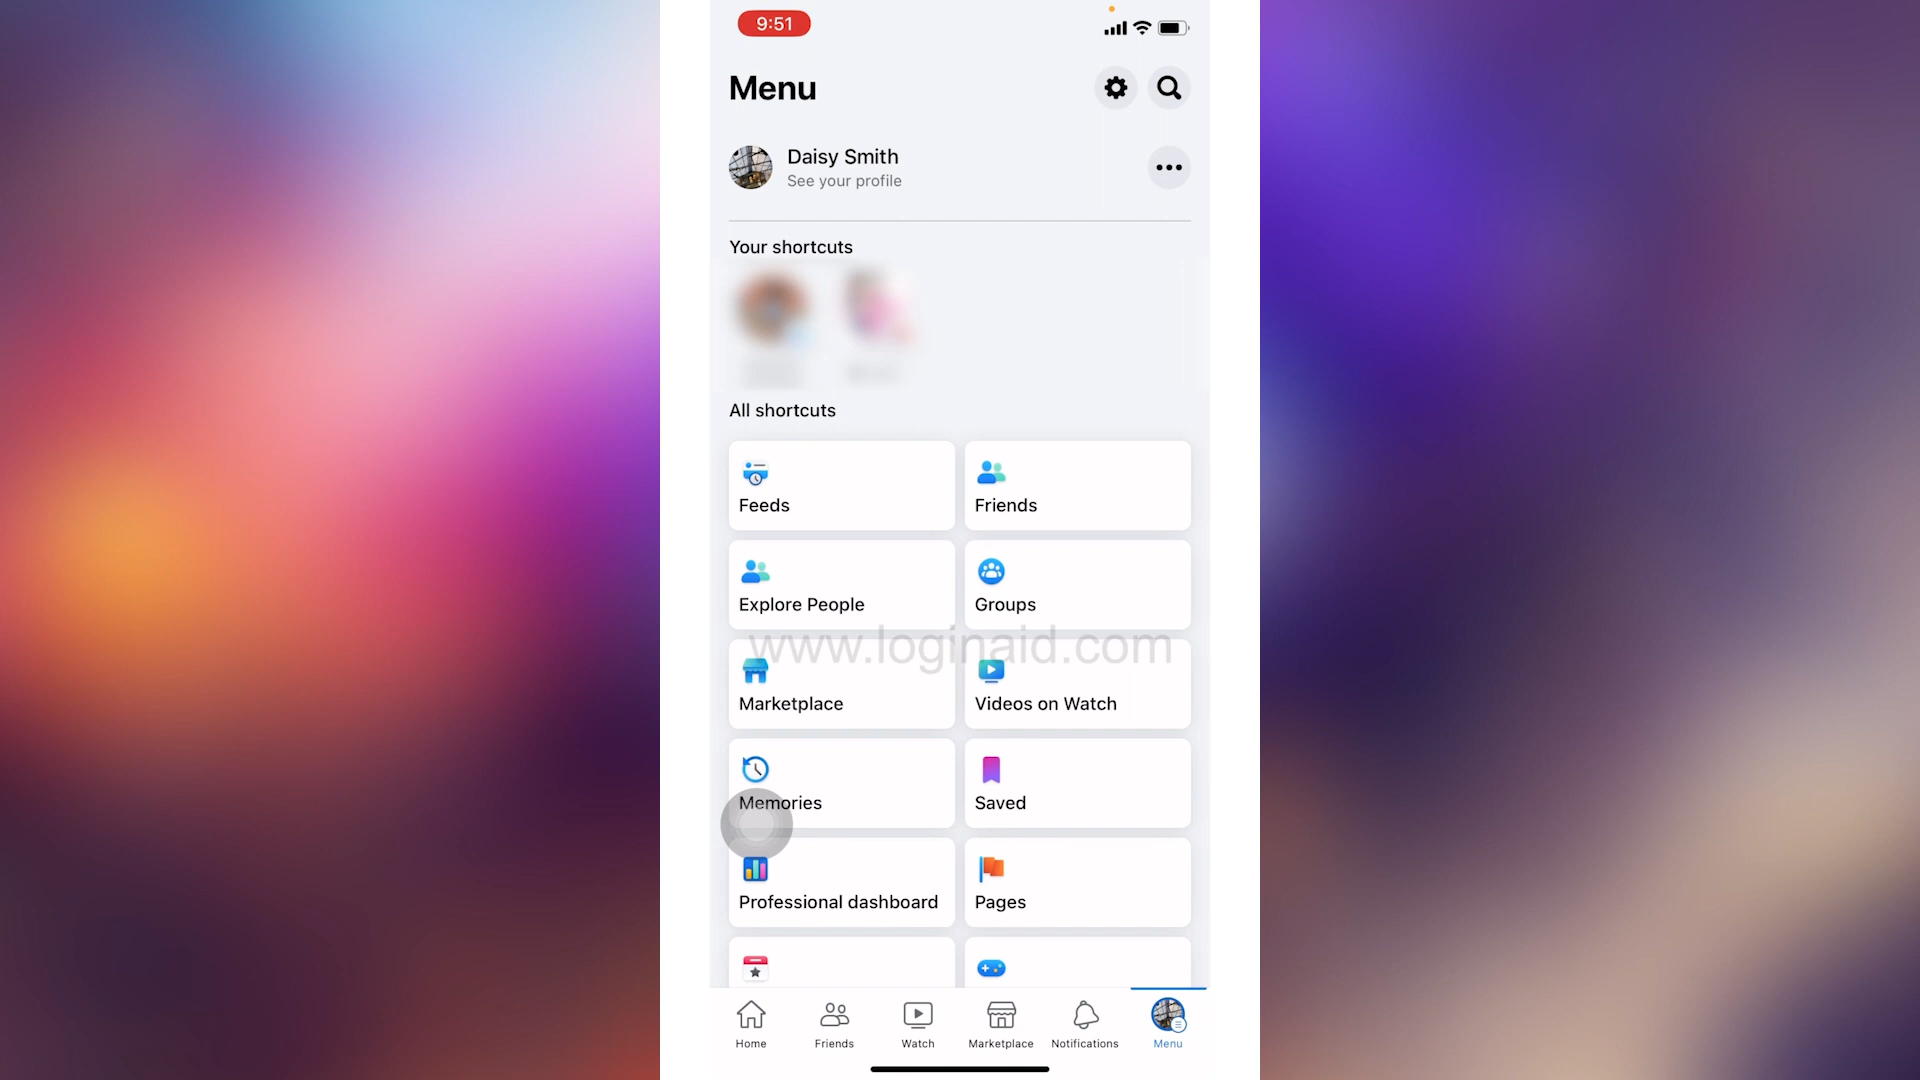 9:51
Menu
Daisy Smith
See your profile
Your shortcuts
All shortcuts
Feeds
Friends
Explore People
Groups
www.loginaid.com
Marketplace
Videos on Watch
Memories
Saved
Professional dashboard
Pages
Home
Friends
Watch
Marketplace
Notifications
Menu